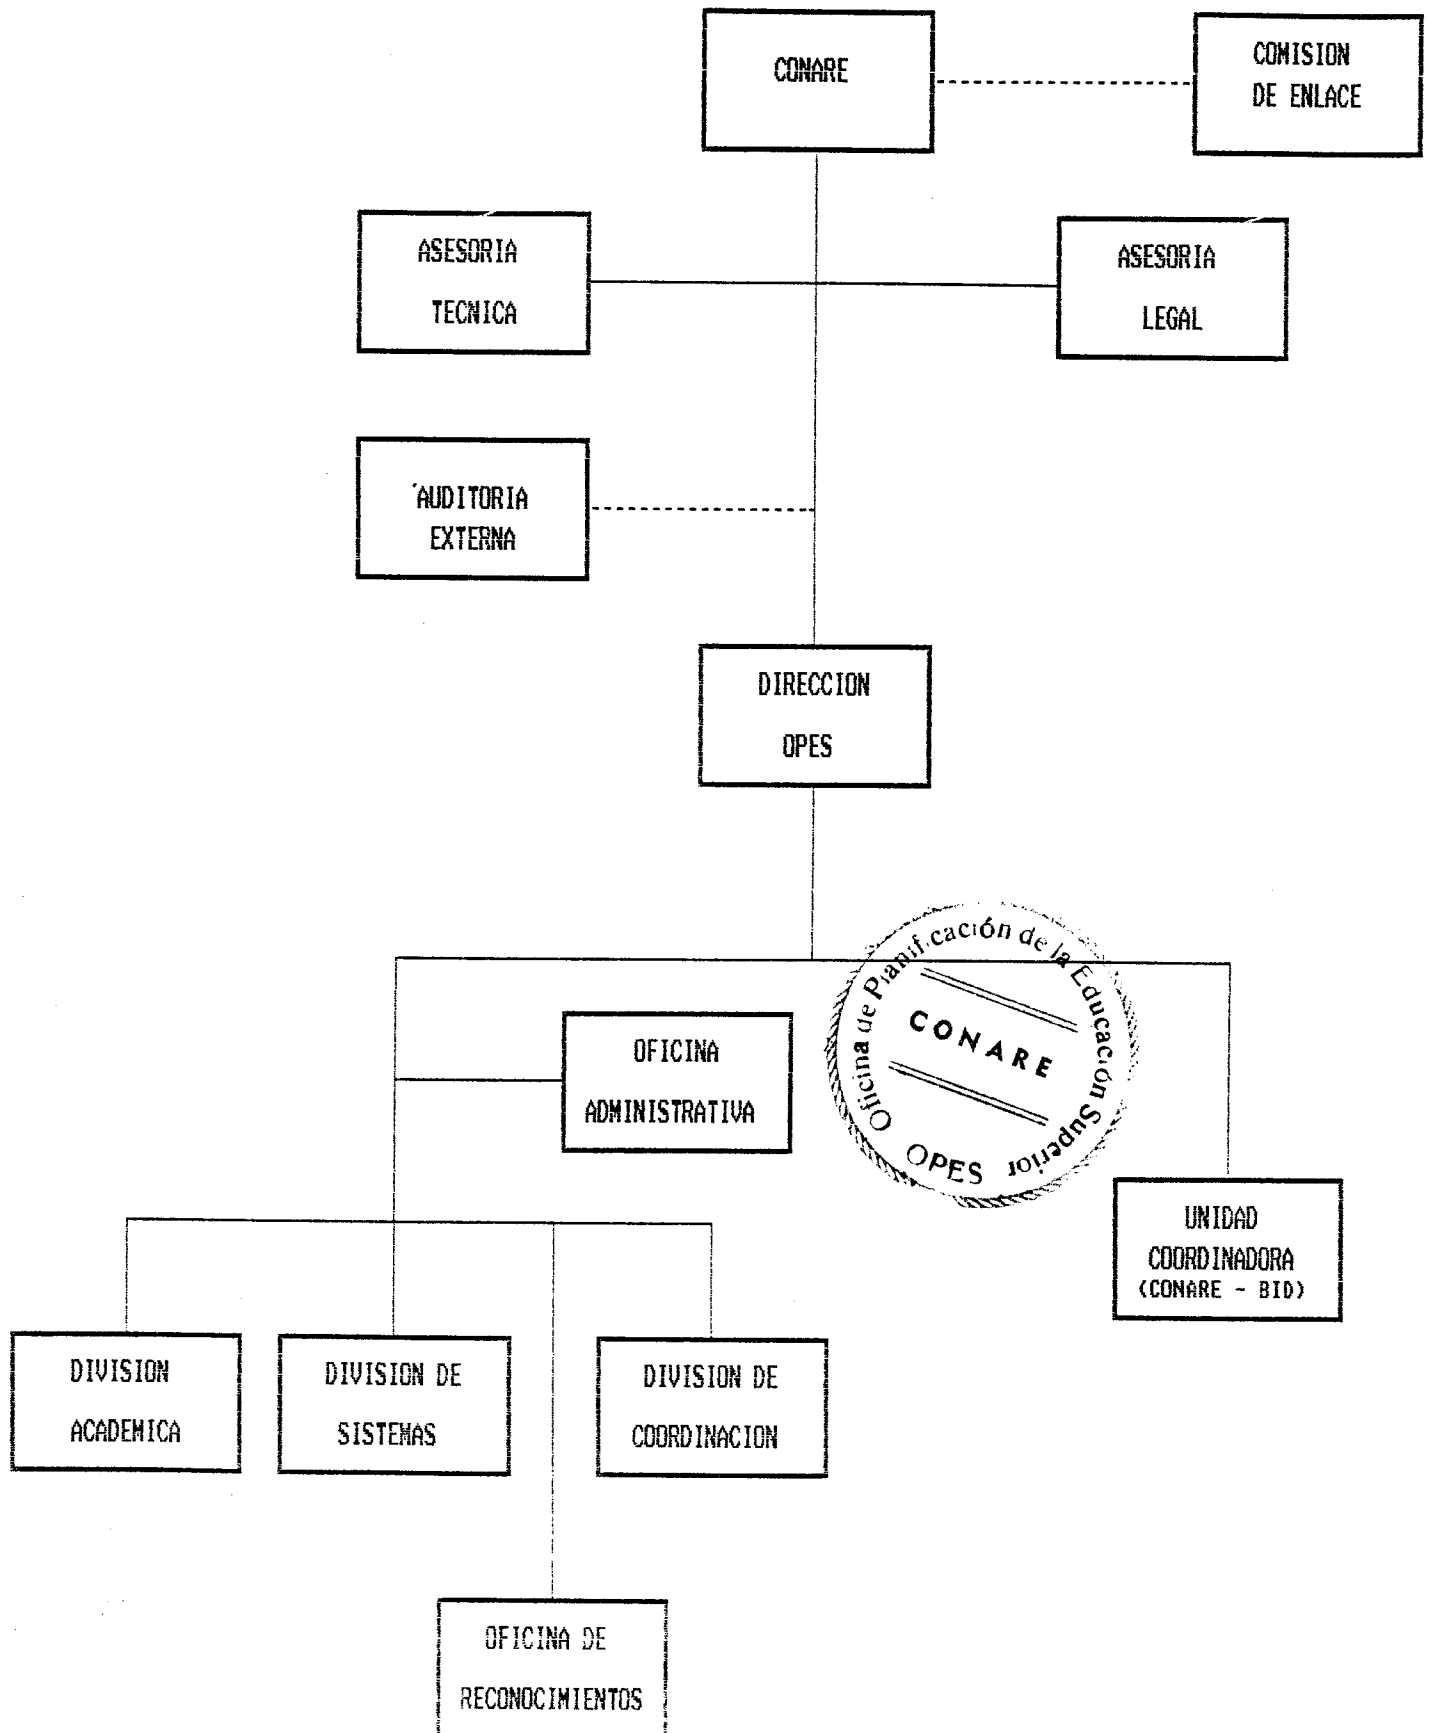 CONARE
COMISION
DE ENLACE
ASESORIA
TECNICA
ASESORIA
LEGAL
AUDITORIA
EXTERNA
DIRECCION
OPES
Oficina de Planificación de la Educación Superior
CONARE
OPES
OFICINA
ADMINISTRATIVA
UNIDAD
COORDINADORA
(CONARE - BID)
DIVISION
ACADEMICA
DIVISION DE
SISTEMAS
DIVISION DE
COORDINACION
OFICINA DE
RECONOCIMIENTOS